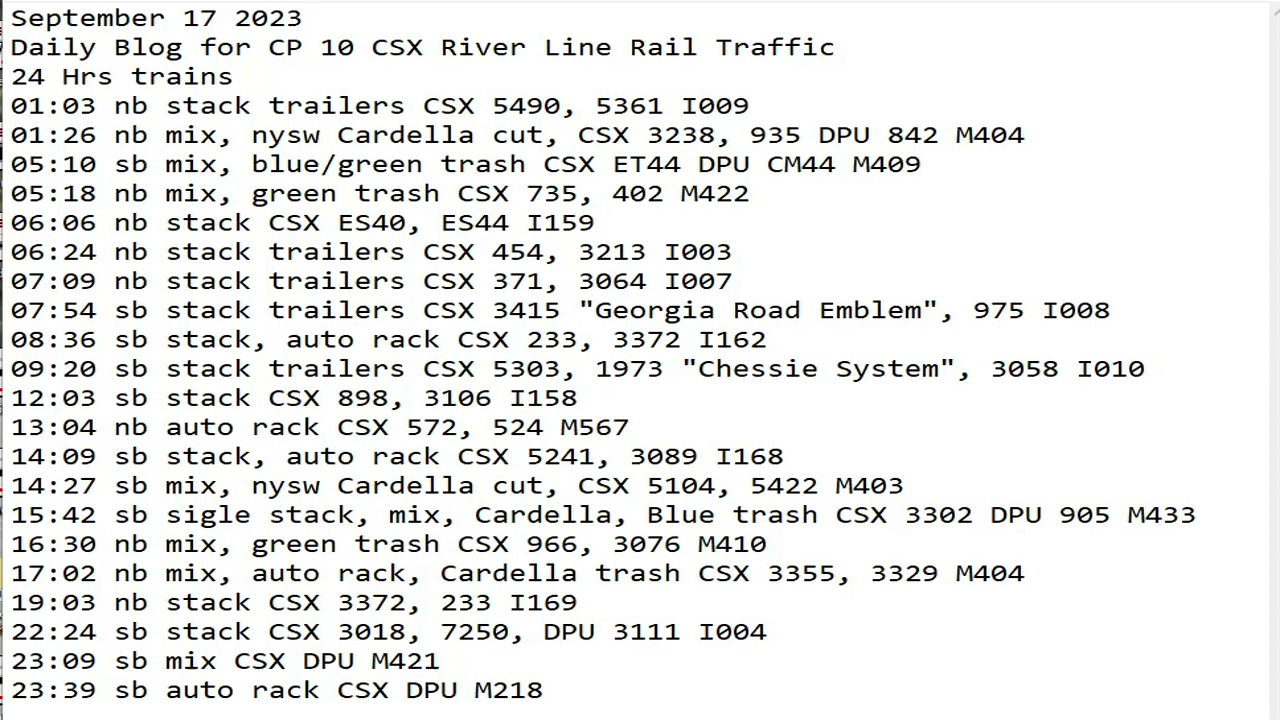 September 17 2023
Daily Blog for CP 10 CSX River Line Rail Traffic
24 Hrs trains
01:03 nb stack trailers CSX 5490, 5361 I009
01:26 nb mix, nysw Cardella cut, CSX 3238, 935 DPU 842 M404
05:10 sb mix, blue/green trash CSX ET44 DPU CM44 M409
05:18 nb mix, green trash CSX 735, 402 M422
06:06 nb stack CSX ES40, ES44 I159
06:24 nb stack trailers CSX 454, 3213 I003
07:09 nb stack trailers CSX 371, 3064 I007
07:54 sb stack trailers CSX 3415 "Georgia Road Emblem", 975 I008
08:36 sb stack, auto rack CSX 233, 3372 I162
09:20 sb stack trailers CSX 5303, 1973 "Chessie System", 3058 I010
12:03 sb stack CSX 898, 3106 I158
13:04 nb auto rack CSX 572, 524 M567
14:09 sb stack, auto rack CSX 5241, 3089 I168
14:27 sb mix, nysw Cardella cut, CSX 5104, 5422 M403
15:42 sb sigle stack, mix, Cardella, Blue trash CSX 3302 DPU 905 M433
16:30 nb mix, green trash CSX 966, 3076 M410
17:02 nb mix, auto rack, Cardella trash CSX 3355, 3329 M404
19:03 nb stack CSX 3372, 233 I169
22:24 sb stack CSX 3018, 7250, DPU 3111 I004
23:09 sb mix CSX DPU M421
23:39 sb auto rack CSX DPU M218